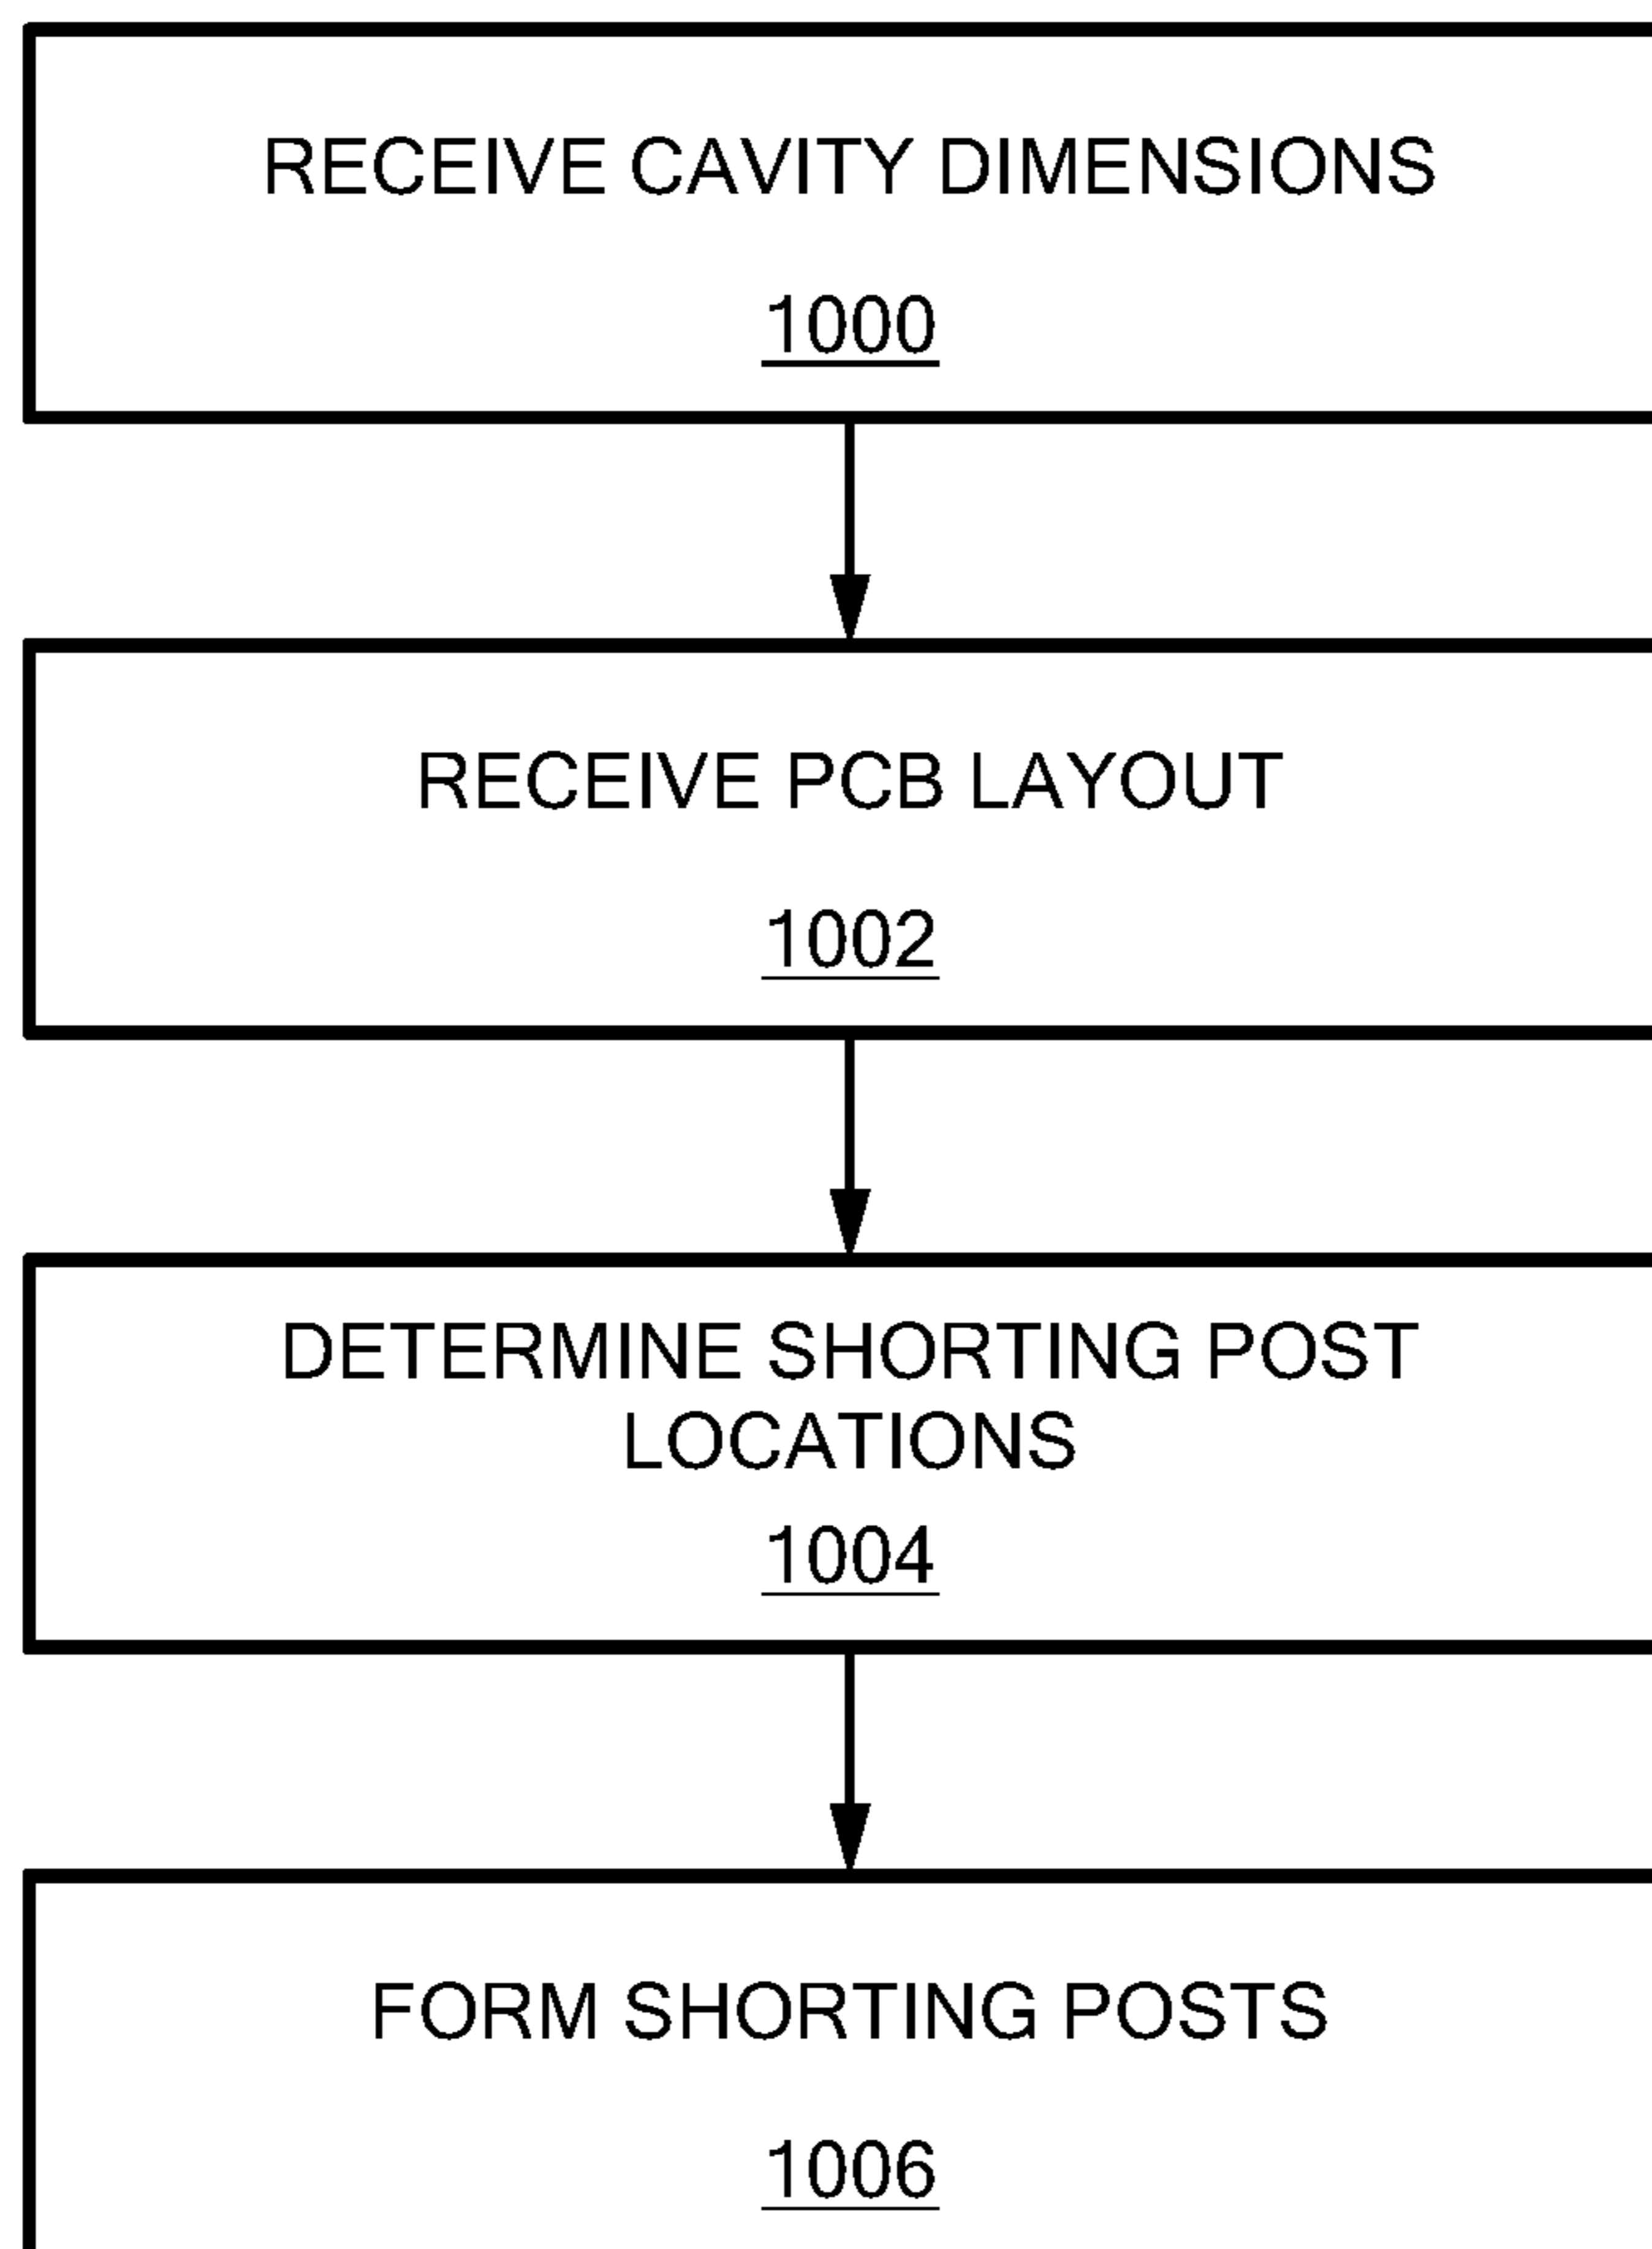 RECEIVE CAVITY DIMENSIONS
1000
RECEIVE PCB LAYOUT
1002
DETERMINE SHORTING POST
LOCATIONS
1004
FORM SHORTING POSTS
1006